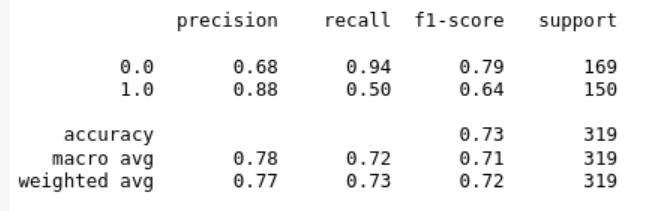 precision recall f1-score support
0.0 0.68 0.94 0.79 169
1.0 0.88 0.50 0.64 150
accuracy 0.73 319
macro avg 0.78 0.72 0.71 319
weighted avg 0.77 0.73 0.72 319